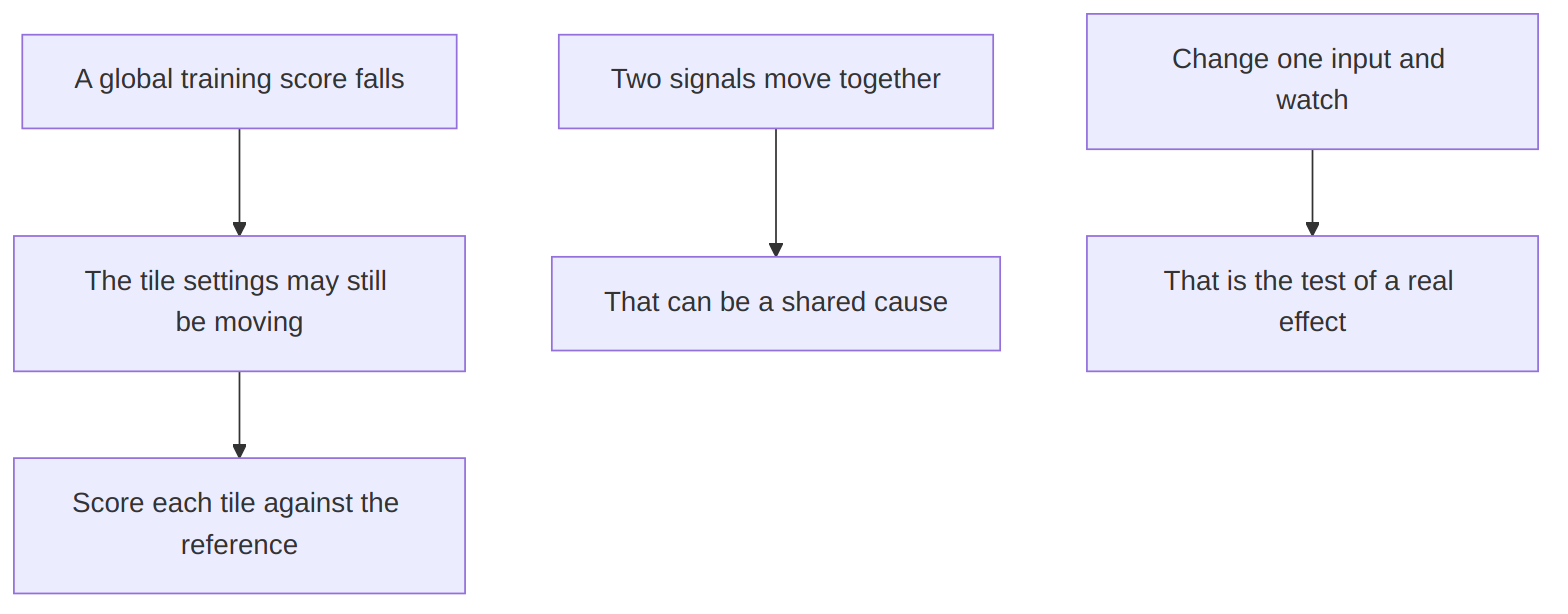 A global training score falls
The tile settings may still
be moving
Score each tile against the
reference
Two signals move together
That can be a shared cause
Change one input and
watch
That is the test of a real
effect